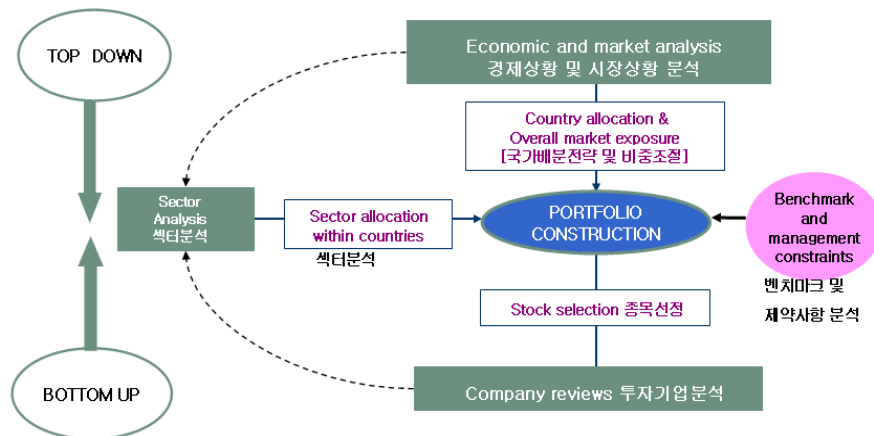 TOP DOWN
Economic and market analysis
경제상황 및 시장상황 분석
Country allocation &
Overall market exposure
[국가배분전략 및 비중조절]
Sector
Analysis
섹터분석
Sector allocation
within countries
섹터분석
PORTFOLIO
CONSTRUCTION
Benchmark
and
management
constraints
벤치마크 및
제약사항 분석
Stock selection 종목선정
BOTTOM UP
Company reviews 투자기업분석